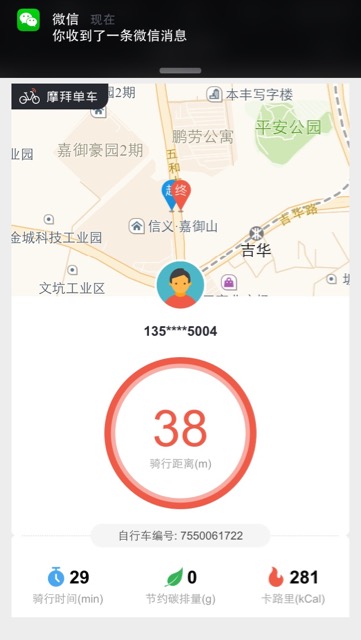 微信 现在
你收到了一条微信消息
摩拜单车
园2期
本丰写字楼
鹏劳公寓
平安公园
业园
嘉御豪园2期
五和
终
吉华路
信义·嘉御山
金城科技工业园
吉华
文坑工业区
135****5004
38
骑行距离(m)
自行车编号: 7550061722
29
骑行时间(min)
0
节约碳排量(g)
281
卡路里(kCal)